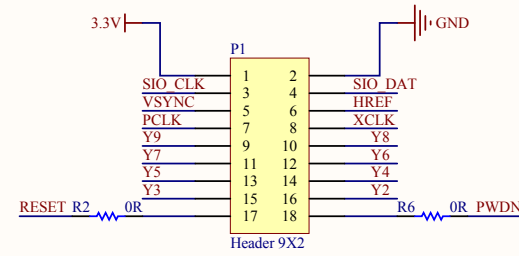 3.3V GND
P1
1 2
SIO_CLK 3 4 SIO_DAT
VSYNC 5 6 HREF
PCLK 7 8 XCLK
Y9 9 10 Y8
Y7 11 12 Y6
Y5 13 14 Y4
Y3 15 16 Y2
RESET R2 0R 17 18 R6 0R PWDN
Header 9X2